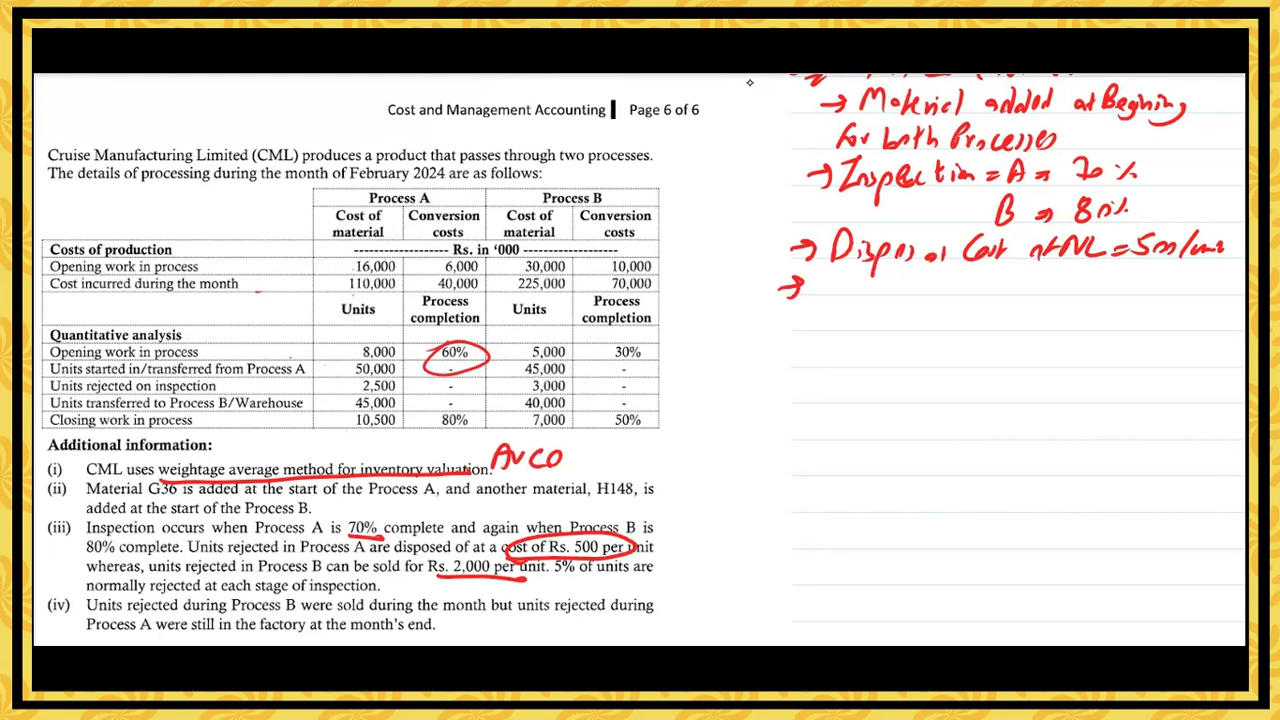 Cost and Management Accounting | Page 6 of 6
Cruise Manufacturing Limited (CML) produces a product that passes through two processes.
The details of processing during the month of February 2024 are as follows:
Process A Process B
Cost of material Conversion costs Cost of material Conversion costs
Costs of production -------------------- Rs. in '000 --------------------
Opening work in process 16,000 6,000 30,000 10,000
Cost incurred during the month 110,000 40,000 225,000 70,000
Units Process completion Units Process completion
Quantitative analysis
Opening work in process 8,000 60% 5,000 30%
Units started in/transferred from Process A 50,000 - 45,000 -
Units rejected on inspection 2,500 - 3,000 -
Units transferred to Process B/Warehouse 45,000 - 40,000 -
Closing work in process 10,500 80% 7,000 50%
Additional information:
(i) CML uses weightage average method for inventory valuation. AVCO
(ii) Material G36 is added at the start of the Process A, and another material, H148, is
added at the start of the Process B.
(iii) Inspection occurs when Process A is 70% complete and again when Process B is
80% complete. Units rejected in Process A are disposed of at a cost of Rs. 500 per unit
whereas, units rejected in Process B can be sold for Rs. 2,000 per unit. 5% of units are
normally rejected at each stage of inspection.
(iv) Units rejected during Process B were sold during the month but units rejected during
Process A were still in the factory at the month's end.
→ Material added at Begining
for both Processes
→ Inspection = A = 70 %
B = 80%
→ Disposal Cost of NL = 500/unit
→